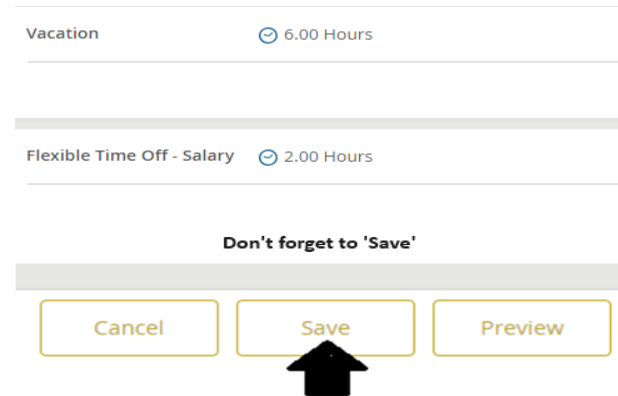 Vacation 6.00 Hours
Flexible Time Off - Salary 2.00 Hours
Don't forget to 'Save'
Cancel Save Preview